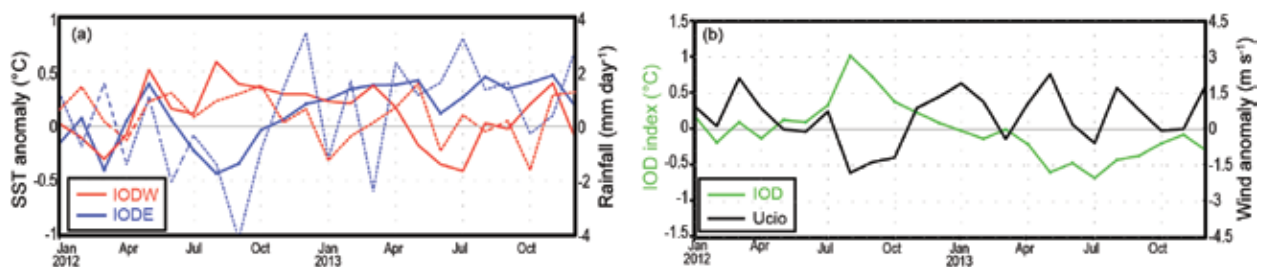 (a)
SST anomaly (°C)
1
0.5
0
-0.5
-1
4
2
0
-2
-4
Rainfall (mm day⁻¹)
IODW
IODE
Jan Apr Jul Oct Jan Apr Jul Oct
2012 2013
(b)
IOD index (°C)
1.5
1
0.5
0
-0.5
-1
-1.5
4.5
3
1.5
0
-1.5
-3
-4.5
Wind anomaly (m s⁻¹)
IOD
Ucio
Jan Apr Jul Oct Jan Apr Jul Oct
2012 2013